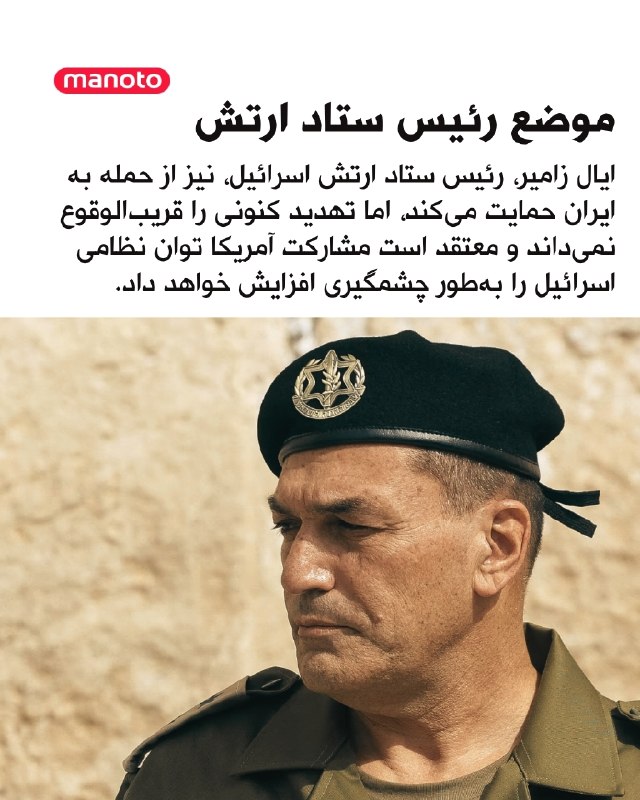 manoto
موضع رئیس ستاد ارتش
ایال زامیر، رئیس ستاد ارتش اسرائیل، نیز از حمله به
ایران حمایت می‌کند، اما تهدید کنونی را قریب‌الوقوع
نمی‌داند و معتقد است مشارکت آمریکا توان نظامی
اسرائیل را به‌طور چشمگیری افزایش خواهد داد.